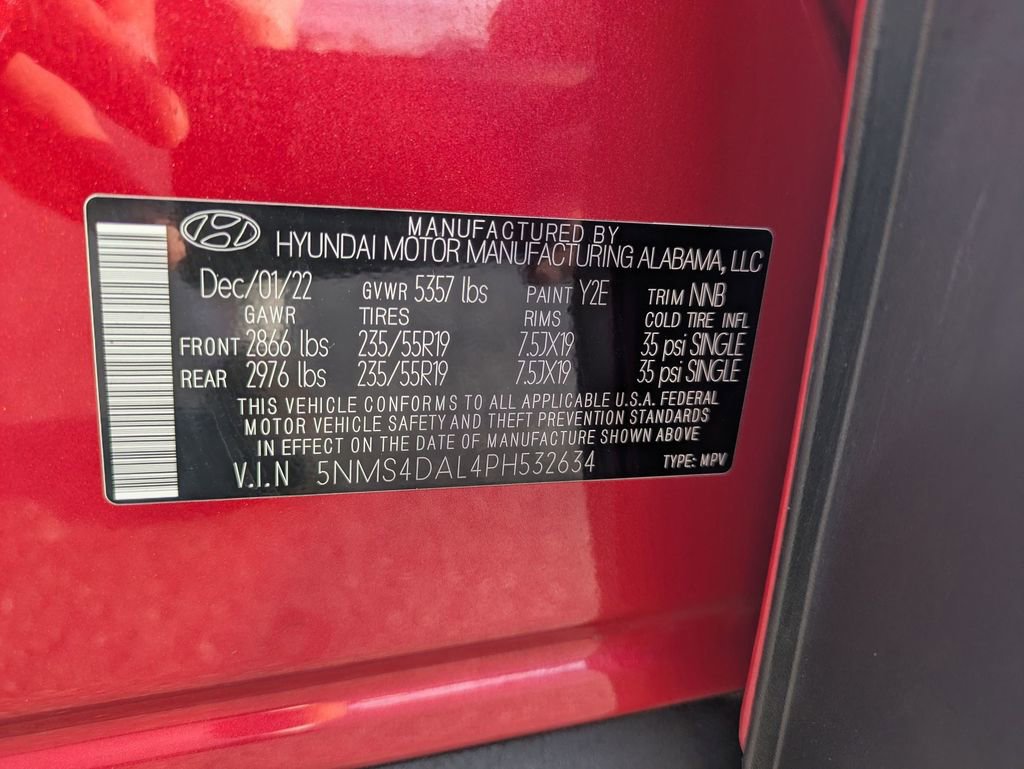 MANUFACTURED BY
HYUNDAI MOTOR MANUFACTURING ALABAMA, LLC
Dec/01/22 GVWR 5357 lbs PAINT Y2E TRIM NNB
GAWR TIRES RIMS COLD TIRE INFL
FRONT 2866 lbs 235/55R19 7.5JX19 35 psi SINGLE
REAR 2976 lbs 235/55R19 7.5JX19 35 psi SINGLE
THIS VEHICLE CONFORMS TO ALL APPLICABLE U.S.A. FEDERAL
MOTOR VEHICLE SAFETY AND THEFT PREVENTION STANDARDS
IN EFFECT ON THE DATE OF MANUFACTURE SHOWN ABOVE
V.I.N 5NMS4DAL4PH532634 TYPE: MPV